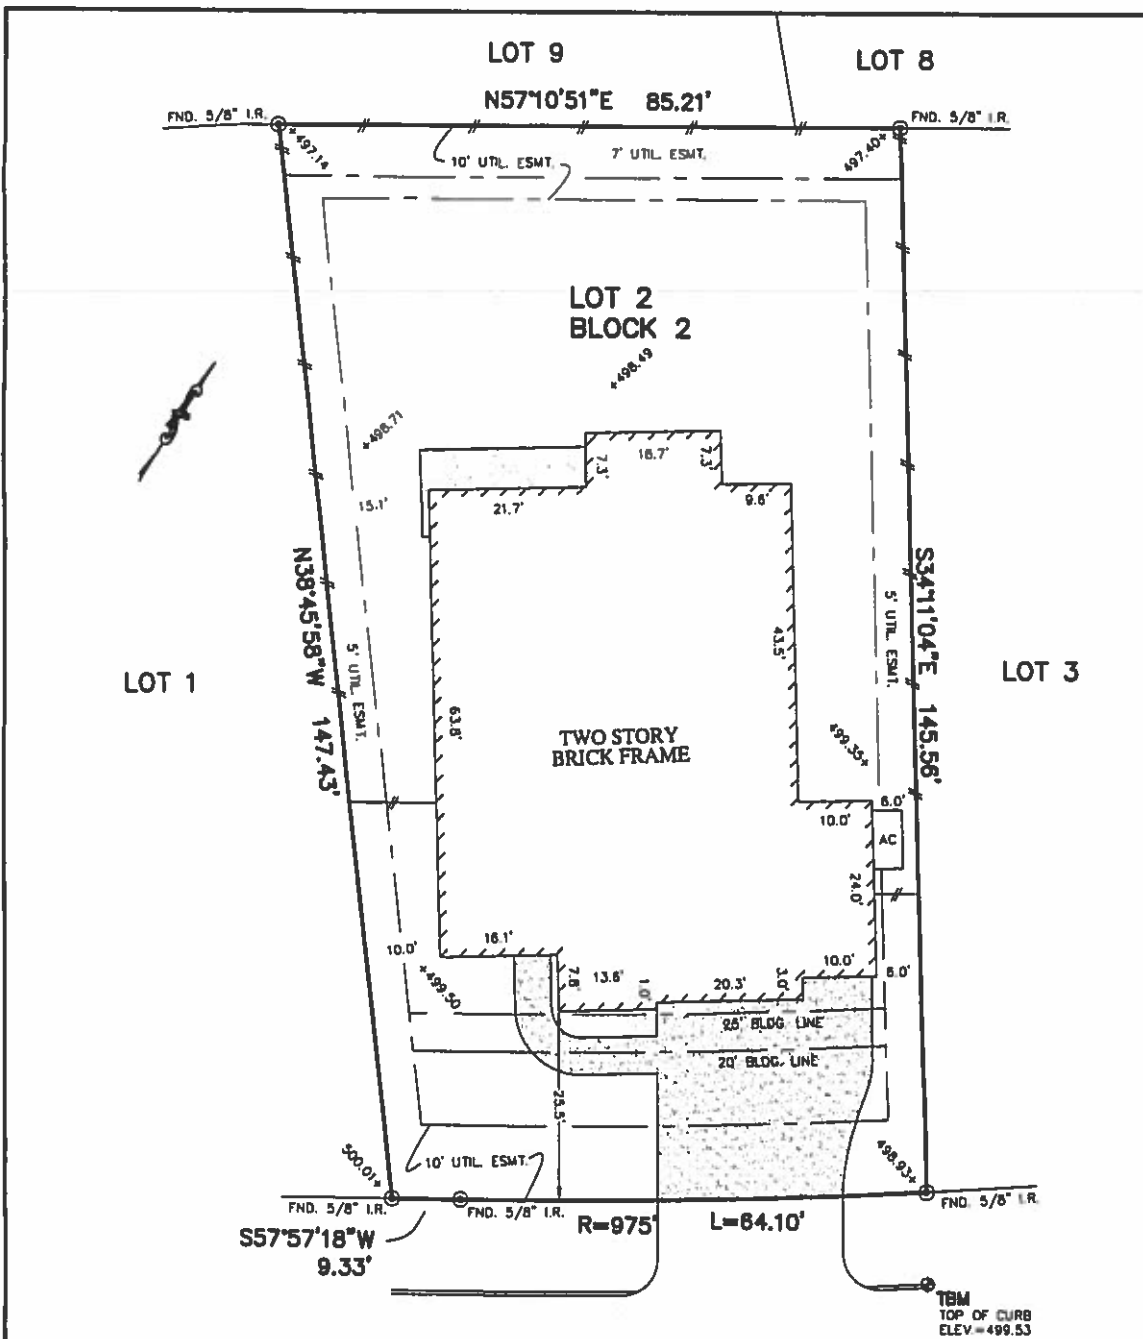 LOT 9
LOT 8
N57°10'51"E 85.21'
FND. 5/8" I.R.
FND. 5/8" I.R.
497.14
497.40
10' UTIL. ESMT.
7' UTIL. ESMT.
LOT 2
BLOCK 2
498.49
498.71
16.7'
7.3'
7.3'
15.1'
21.7'
9.6'
N38°45'58"W 147.43'
S34°11'04"E 145.56'
5' UTIL. ESMT.
5' UTIL. ESMT.
43.5'
LOT 1
LOT 3
63.8'
TWO STORY
BRICK FRAME
499.35
10.0'
6.0'
AC
24.0'
10.0'
16.1'
499.50
7.8'
13.6'
1.0'
20.3'
3.0'
10.0'
6.0'
25' BLDG LINE
20' BLDG. LINE
25.5'
10' UTIL. ESMT.
500.01
498.93
FND. 5/8" I.R.
FND. 5/8" I.R.
FND. 5/8" I.R.
S57°57'18"W
9.33'
R=975'
L=64.10'
TBM
TOP OF CURB
ELEV.=499.53